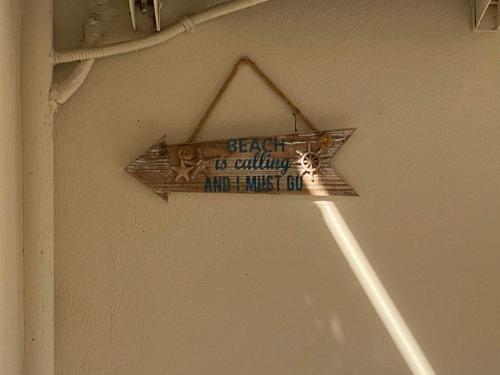 BEACH
is calling
AND I MUST GO